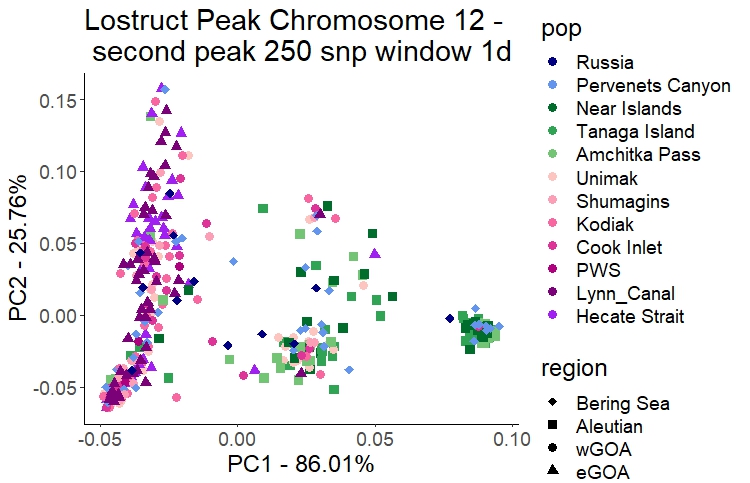 Lostruct Peak Chromosome 12 -
second peak 250 snp window 1d
pop
Russia
Pervenets Canyon
Near Islands
Tanaga Island
Amchitka Pass
Unimak
Shumagins
Kodiak
Cook Inlet
PWS
Lynn_Canal
Hecate Strait
region
Bering Sea
Aleutian
wGOA
eGOA
PC2 - 25.76%
0.15
0.10
0.05
0.00
-0.05
-0.05
0.00
0.05
0.10
PC1 - 86.01%